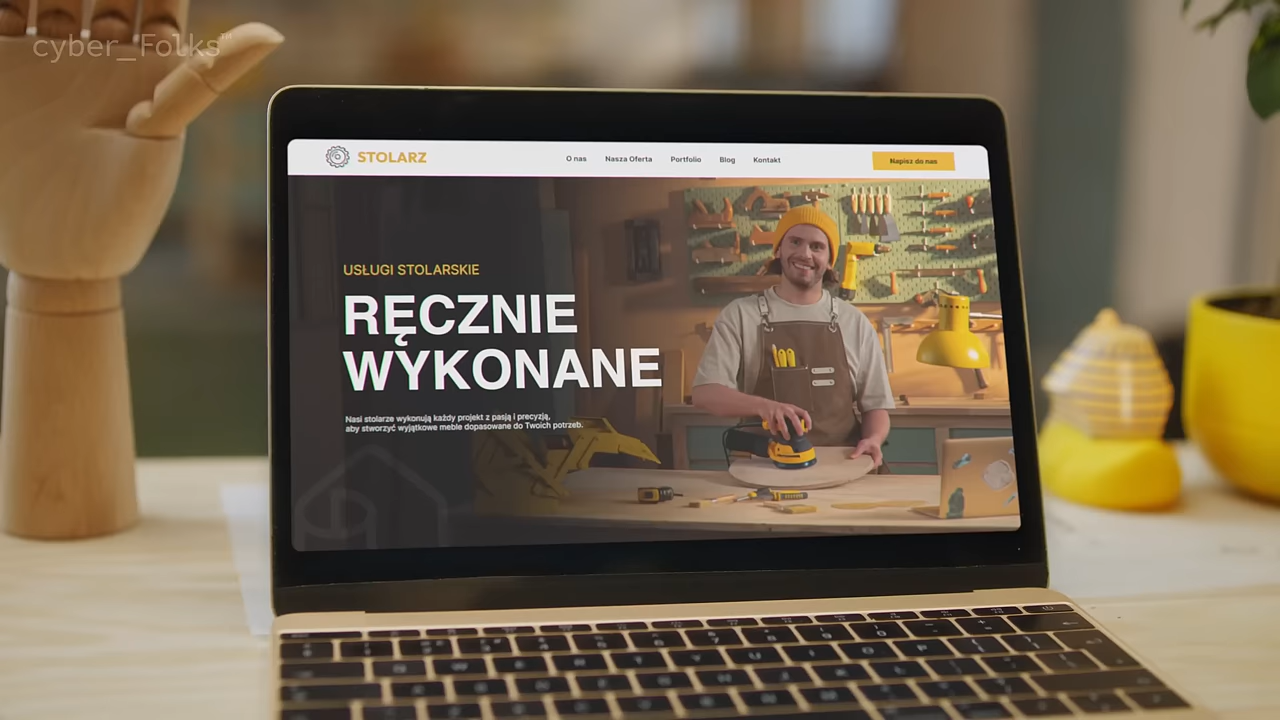 cyber_Folks™
STOLARZ
O nas
Nasza Oferta
Portfolio
Blog
Kontakt
Napisz do nas
USŁUGI STOLARSKIE
RĘCZNIE
WYKONANE
Nasi stolarze wykonują każdy projekt z pasją i precyzją,
aby stworzyć wyjątkowe meble dopasowane do Twoich potrzeb.